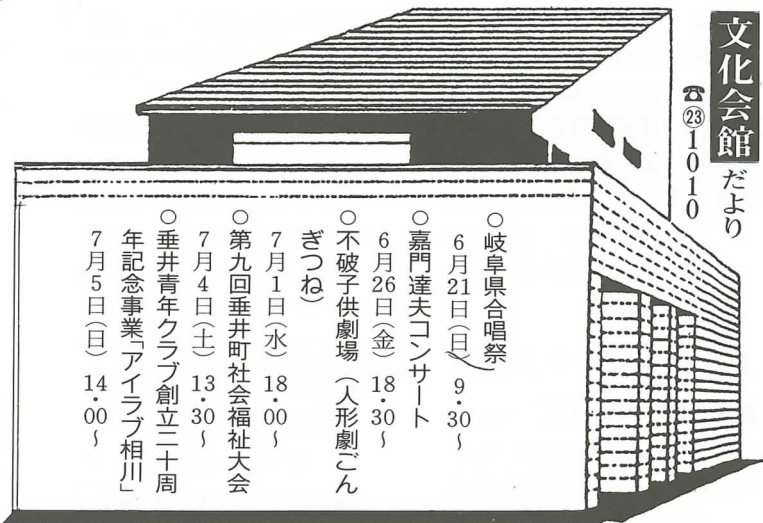 文化会館だより
☎㉓1010
○岐阜県合唱祭
6月21日(日) 9・30～
○嘉門達夫コンサート
6月26日(金) 18・30～
○不破子供劇場(人形劇ごん
ぎつね)
7月1日(水) 18・00～
○第九回垂井町社会福祉大会
7月4日(土) 13・30～
○垂井青年クラブ創立二十周
年記念事業「アイラブ相川」
7月5日(日) 14・00～